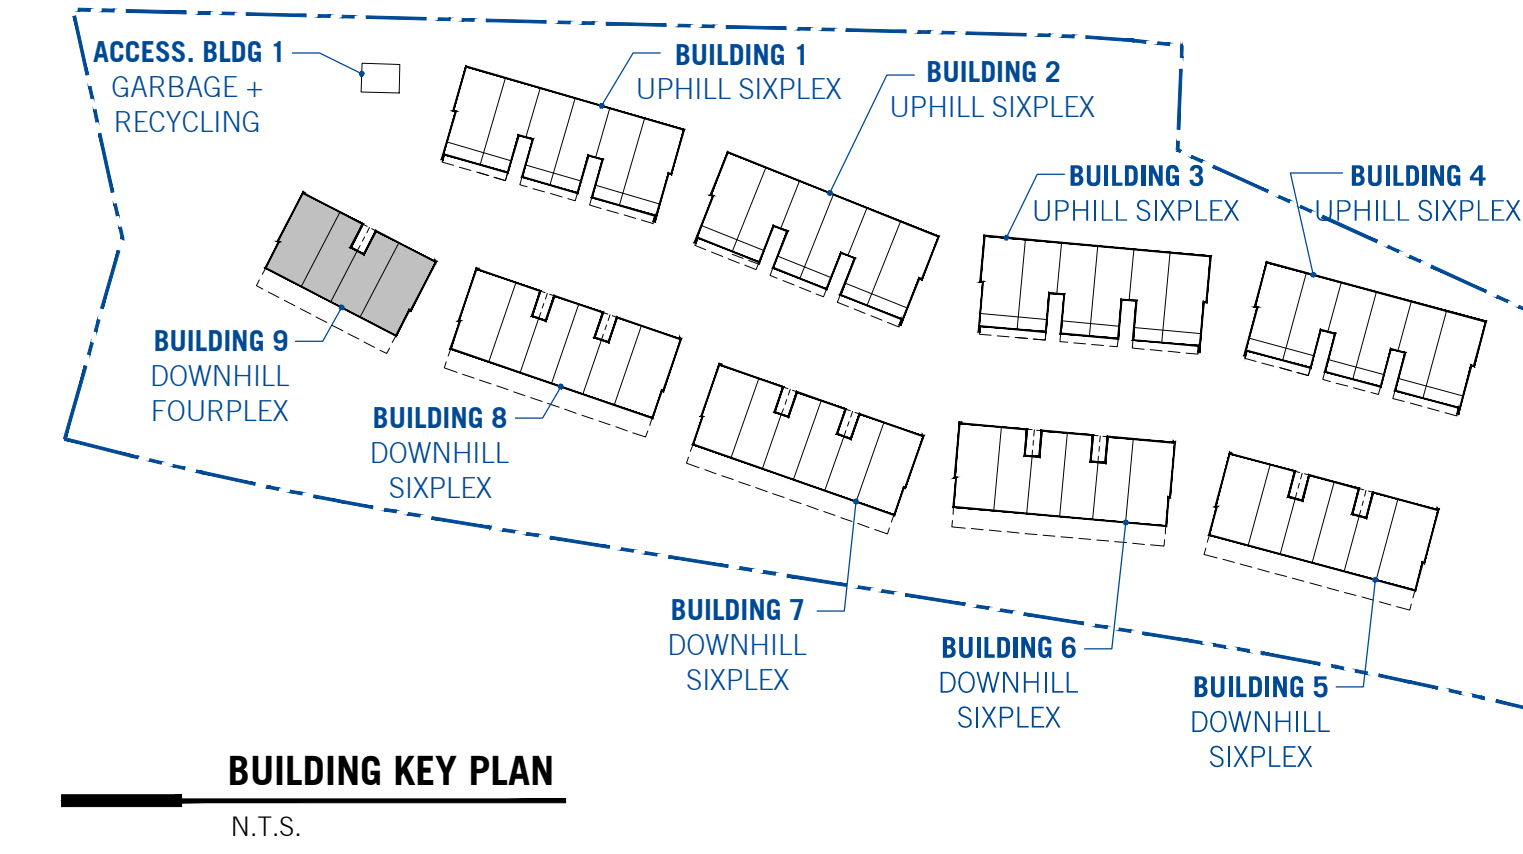 ACCESS. BLDG 1
GARBAGE +
RECYCLING
BUILDING 1
UPHILL SIXPLEX
BUILDING 2
UPHILL SIXPLEX
BUILDING 3
UPHILL SIXPLEX
BUILDING 4
UPHILL SIXPLEX
BUILDING 9
DOWNHILL
FOURPLEX
BUILDING 8
DOWNHILL
SIXPLEX
BUILDING 7
DOWNHILL
SIXPLEX
BUILDING 6
DOWNHILL
SIXPLEX
BUILDING 5
DOWNHILL
SIXPLEX
BUILDING KEY PLAN
N.T.S.